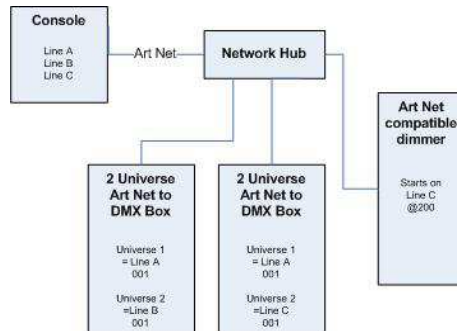 Console
Line A
Line B
Line C
Art Net
Network Hub
Art Net
compatible
dimmer
Starts on
Line C
@200
2 Universe
Art Net to
DMX Box
Universe 1
= Line A
001
Universe 2
=Line B
001
2 Universe
Art Net to
DMX Box
Universe 1
= Line A
001
Universe 2
=Line C
001